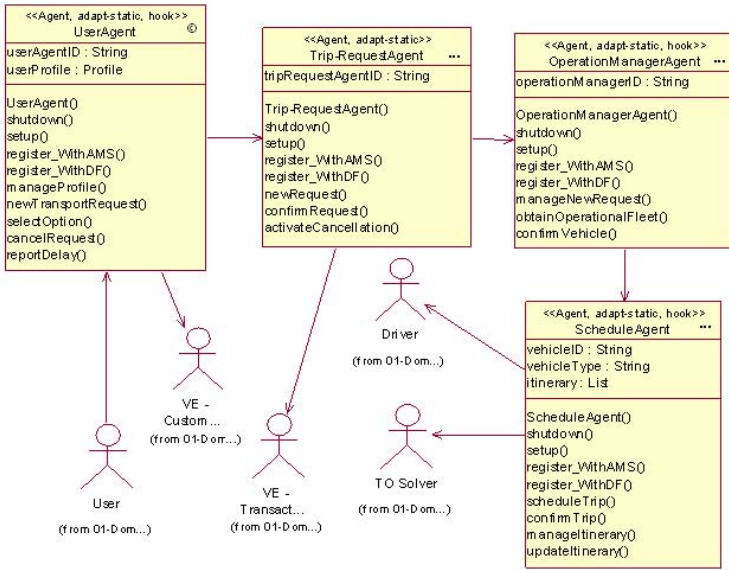 <<Agent, adapt-static, hook>>
UserAgent ©
userAgentID : String
userProfile : Profile
UserAgent()
shutdown()
setup()
register_WithAMS()
register_WithDF()
manageProfile()
newTransportRequest()
selectOption()
cancelRequest()
reportDelay()
<<Agent, adapt-static>>
Trip-RequestAgent ...
tripRequestAgentID : String
Trip-RequestAgent()
shutdown()
setup()
register_WithAMS()
register_WithDF()
newRequest()
confirmRequest()
activateCancellation()
<<Agent, adapt-static>>
OperationManagerAgent ...
operationManagerID : String
OperationManagerAgent()
shutdown()
setup()
register_WithAMS()
register_WithDF()
manageNewRequest()
obtainOperationalFleet()
confirmVehicle()
<<Agent, adapt-static, hook>>
ScheduleAgent ...
vehicleID : String
vehicleType : String
itinerary : List
ScheduleAgent()
shutdown()
setup()
register_WithAMS()
register_WithDF()
scheduleTrip()
confirmTrip()
manageItinerary()
updateItinerary()
Driver
(from 01-Dom...)
VE -
Custom ...
(from 01-Dom...)
TO Solver
(from 01-Dom...)
User
(from 01-Dom...)
VE -
Transact...
(from 01-Dom...)